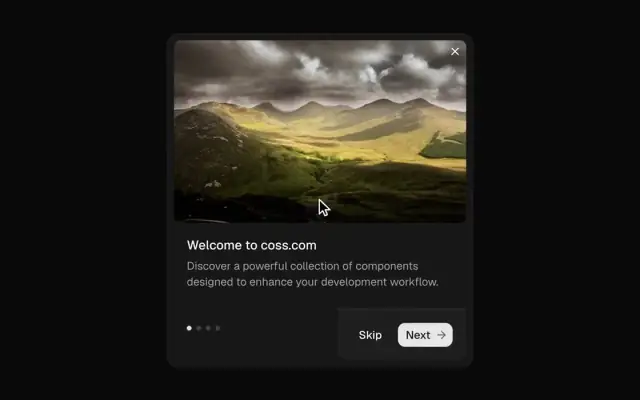 Welcome to coss.com
Discover a powerful collection of components
designed to enhance your development workflow.
Skip
Next